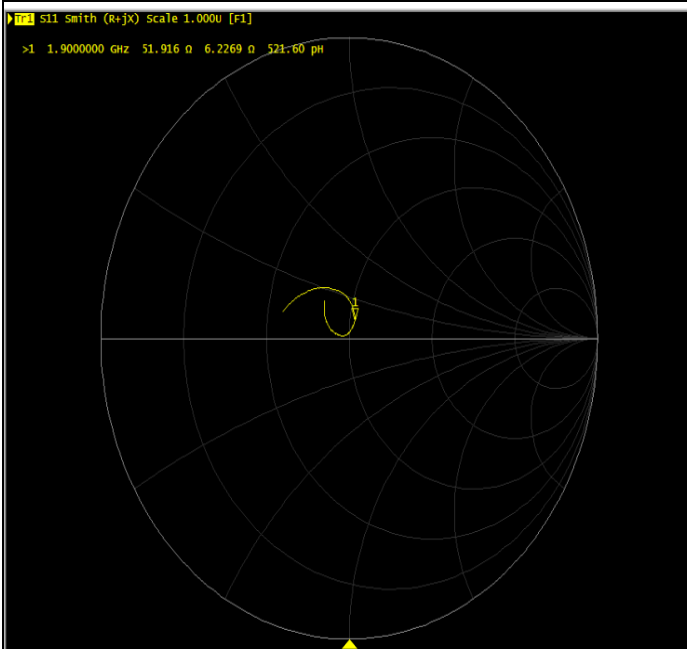 Tr1 S11 Smith (R+jX) Scale 1.000U [F1]
>1 1.9000000 GHz 51.916 Ω 6.2269 Ω 521.60 pH
1